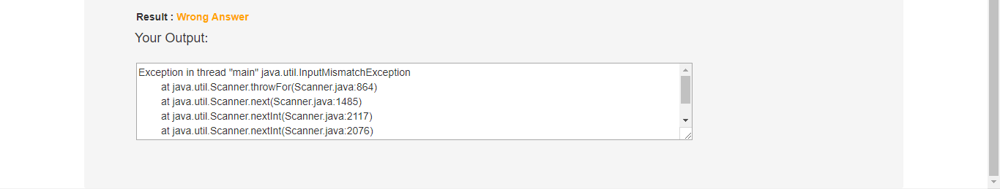 Result : Wrong Answer
Your Output:
Exception in thread "main" java.util.InputMismatchException
at java.util.Scanner.throwFor(Scanner.java:864)
at java.util.Scanner.next(Scanner.java:1485)
at java.util.Scanner.nextInt(Scanner.java:2117)
at java.util.Scanner.nextInt(Scanner.java:2076)